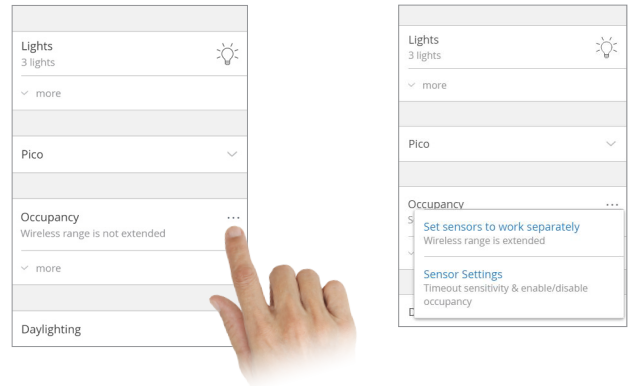 Lights
3 lights
more
Pico
Occupancy
...
Wireless range is not extended
more
Daylighting
Lights
3 lights
more
Pico
Occupancy
...
S
Set sensors to work separately
Wireless range is extended
Sensor Settings
Timeout sensitivity & enable/disable
occupancy
D